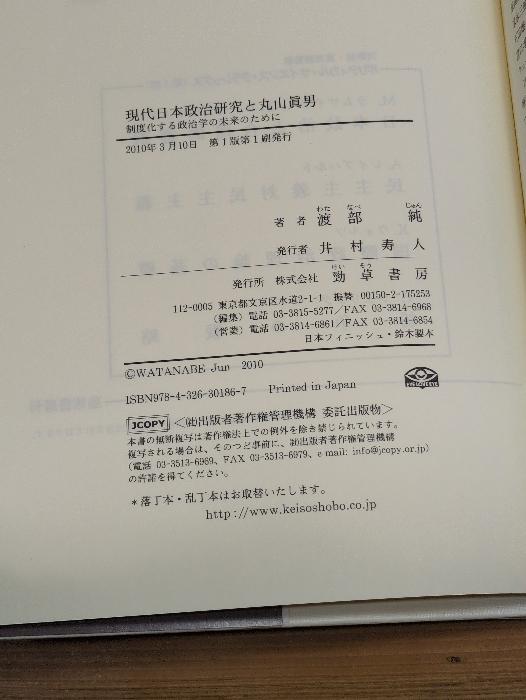 現代日本政治研究と丸山眞男
制度化する政治学の未来のために
2010年3月10日　第1版第1刷発行
著者　渡部　純
わた　なべ　じゅん
発行者　井村寿人
発行所　株式会社　勁草書房
けい　そう
112-0005 東京都文京区水道2-1-1　振替　00150-2-175253
(編集) 電話 03-3815-5277／FAX 03-3814-6968
(営業) 電話 03-3814-6861／FAX 03-3814-6854
日本フィニッシュ・鈴木製本
©WATANABE Jun　2010
ISBN978-4-326-30186-7　Printed in Japan
JCOPY <㈳出版者著作権管理機構 委託出版物>
本書の無断複写は著作権法上での例外を除き禁じられています。
複写される場合は、そのつど事前に、㈳出版者著作権管理機構
(電話 03-3513-6969、FAX 03-3513-6979、e-mail: info@jcopy.or.jp)
の許諾を得てください。
＊落丁本・乱丁本はお取替いたします。
http://www.keisoshobo.co.jp